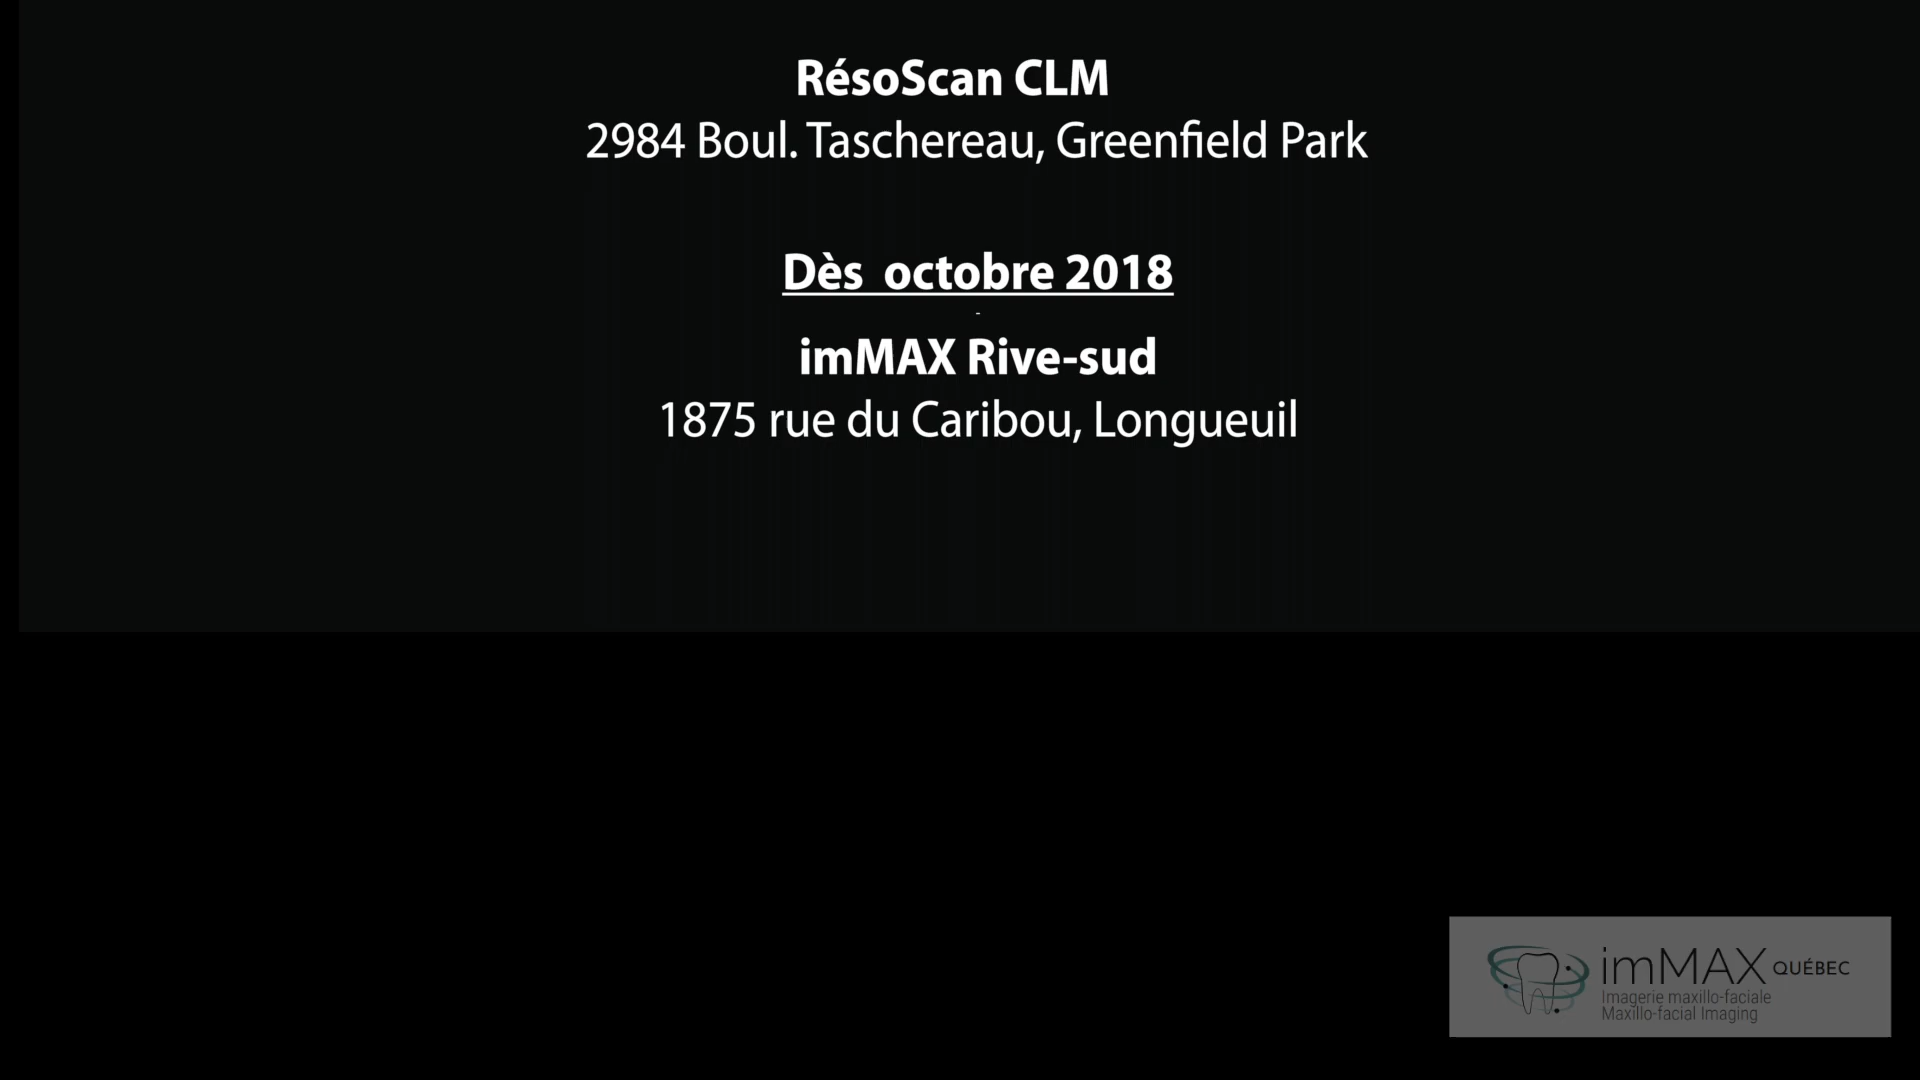 RésoScan CLM
2984 Boul. Taschereau, Greenfield Park
Dès  octobre 2018
-
imMAX Rive-sud
1875 rue du Caribou, Longueuil
imMAX QUÉBEC
Imagerie maxillo-faciale
Maxillo-facial Imaging